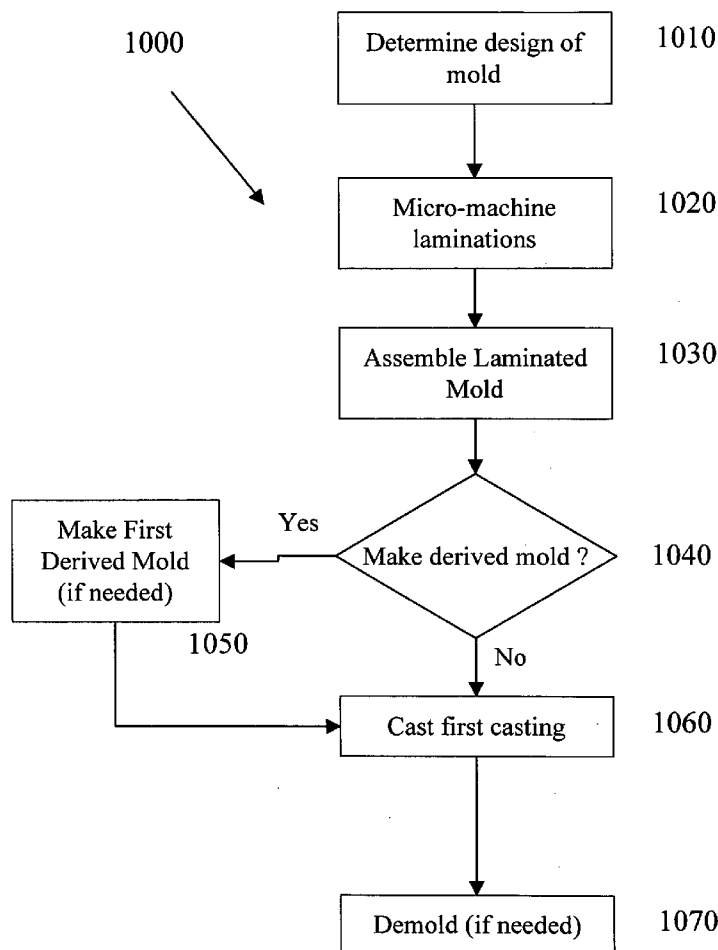 1000
Determine design of
mold
1010
Micro-machine
laminations
1020
Assemble Laminated
Mold
1030
Make derived mold ?
1040
Yes
Make First
Derived Mold
(if needed)
1050
No
Cast first casting
1060
Demold (if needed)
1070